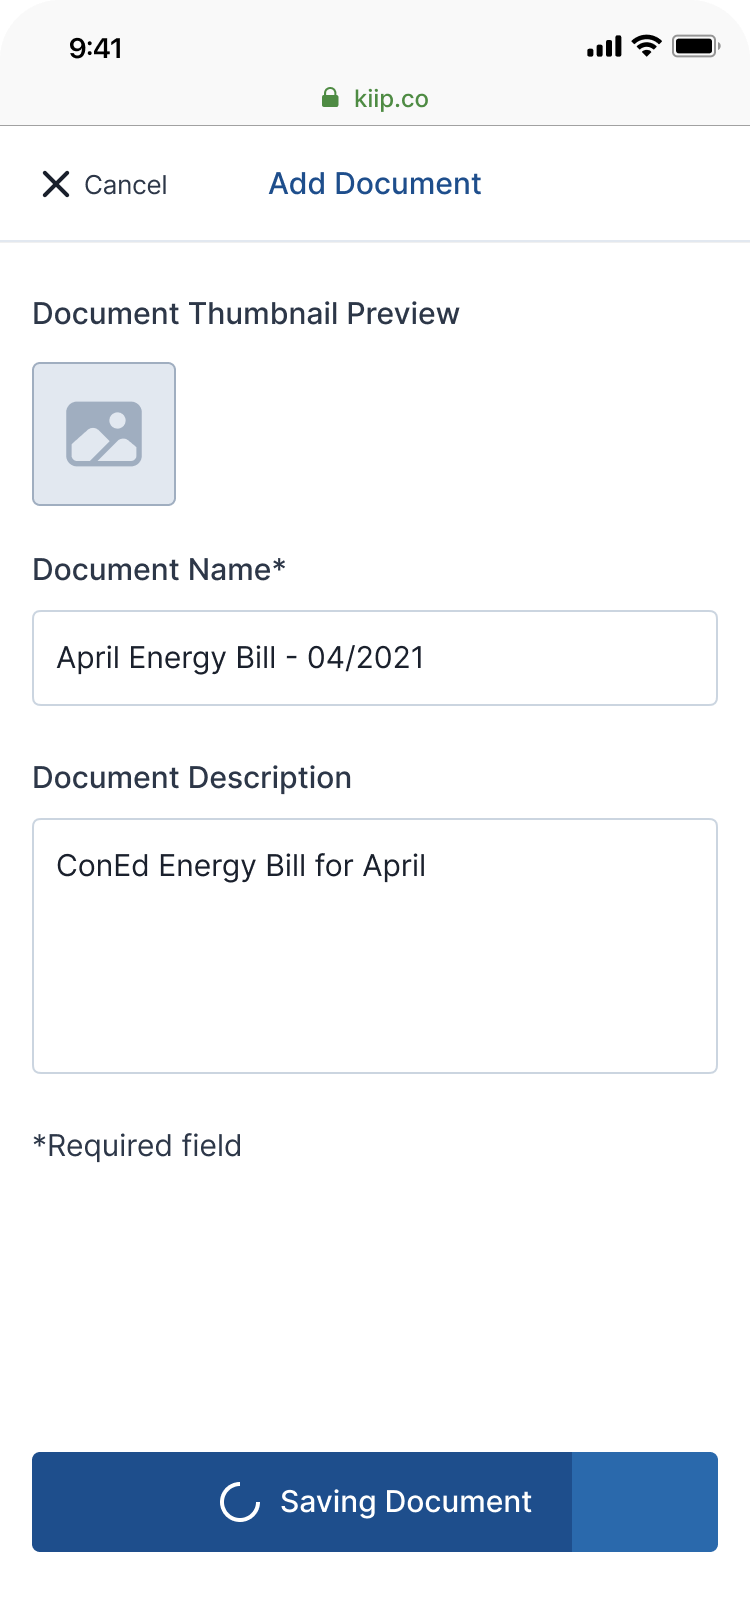 9:41
kiip.co
Cancel
Add Document
Document Thumbnail Preview
Document Name*
April Energy Bill - 04/2021
Document Description
ConEd Energy Bill for April
*Required field
Saving Document